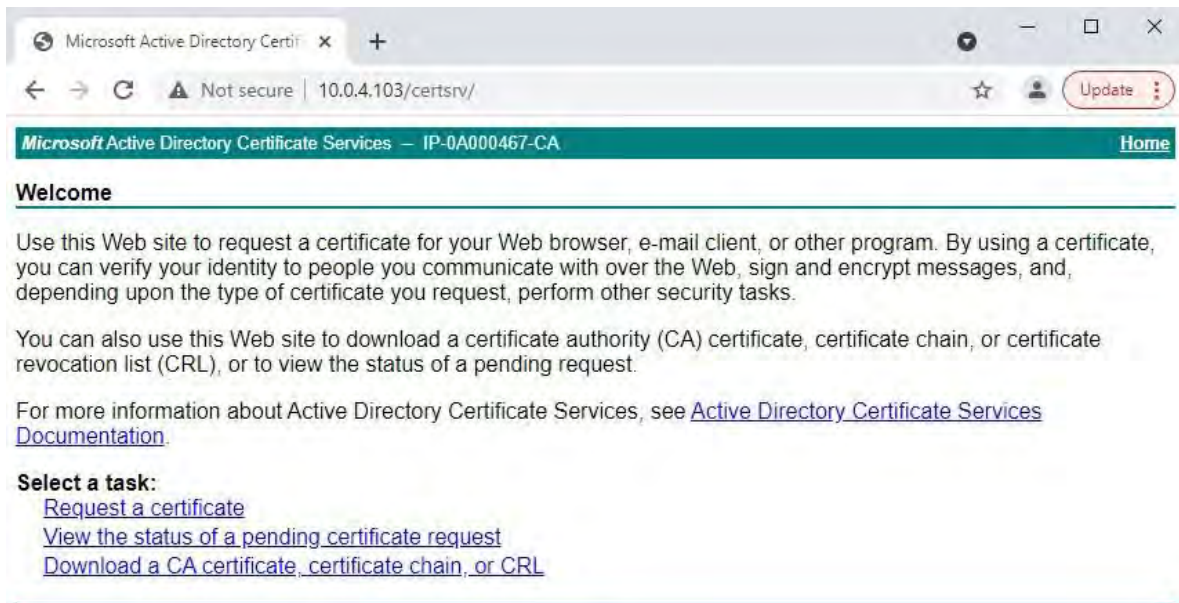 Microsoft Active Directory Certif
Not secure | 10.0.4.103/certsrv/
Update
Microsoft Active Directory Certificate Services – IP-0A000467-CA
Home
Welcome
Use this Web site to request a certificate for your Web browser, e-mail client, or other program. By using a certificate,
you can verify your identity to people you communicate with over the Web, sign and encrypt messages, and,
depending upon the type of certificate you request, perform other security tasks.
You can also use this Web site to download a certificate authority (CA) certificate, certificate chain, or certificate
revocation list (CRL), or to view the status of a pending request.
For more information about Active Directory Certificate Services, see Active Directory Certificate Services
Documentation.
Select a task:
Request a certificate
View the status of a pending certificate request
Download a CA certificate, certificate chain, or CRL